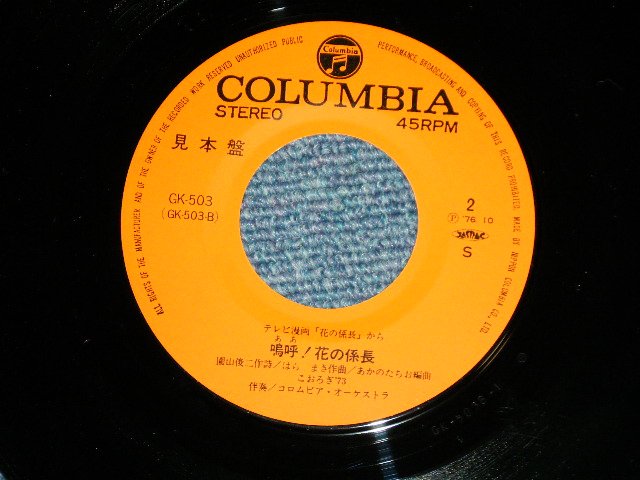 Columbia
COLUMBIA
STEREO 45RPM
見本盤
GK-503
(GK-503-B)
2
Ⓟ '76. 10
JASRAC
S
テレビ漫画「花の係長」から
ああ
嗚呼!花の係長
園山俊二作詩/はら まさ作曲/あかのたちお編曲
こおろぎ'73
伴奏/コロムビア・オーケストラ
ALL RIGHTS OF THE MANUFACTURER AND OF THE OWNER OF THE RECORDED WORK RESERVED UNAUTHORIZED PUBLIC PERFORMANCE, BROADCASTING AND COPYING OF THIS RECORD PROHIBITED. MADE BY NIPPON COLUMBIA CO., LTD.